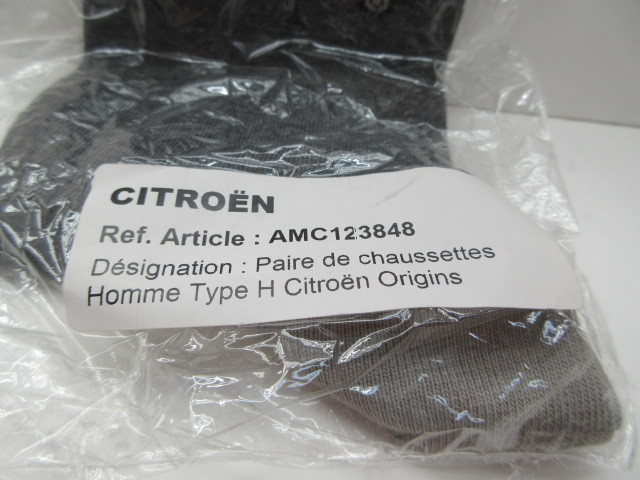 CITROËN
Ref. Article : AMC123848
Désignation : Paire de chaussettes
Homme Type H Citroën Origins